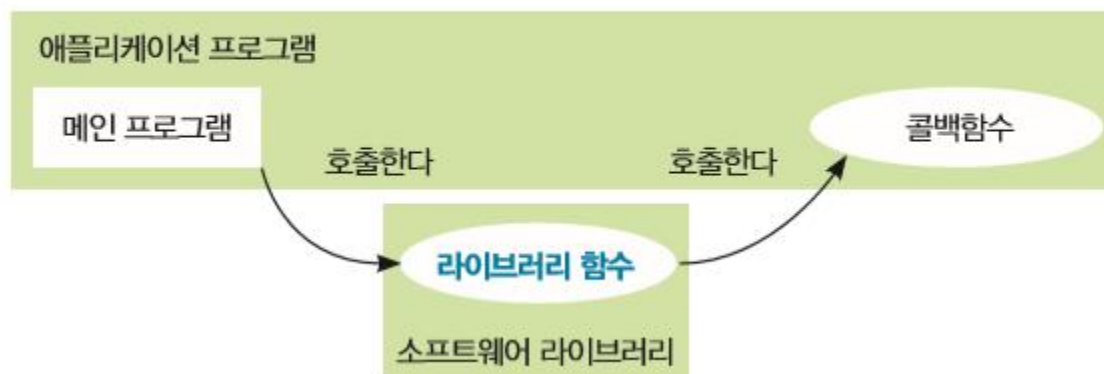 애플리케이션 프로그램
메인 프로그램
콜백함수
호출한다
호출한다
라이브러리 함수
소프트웨어 라이브러리